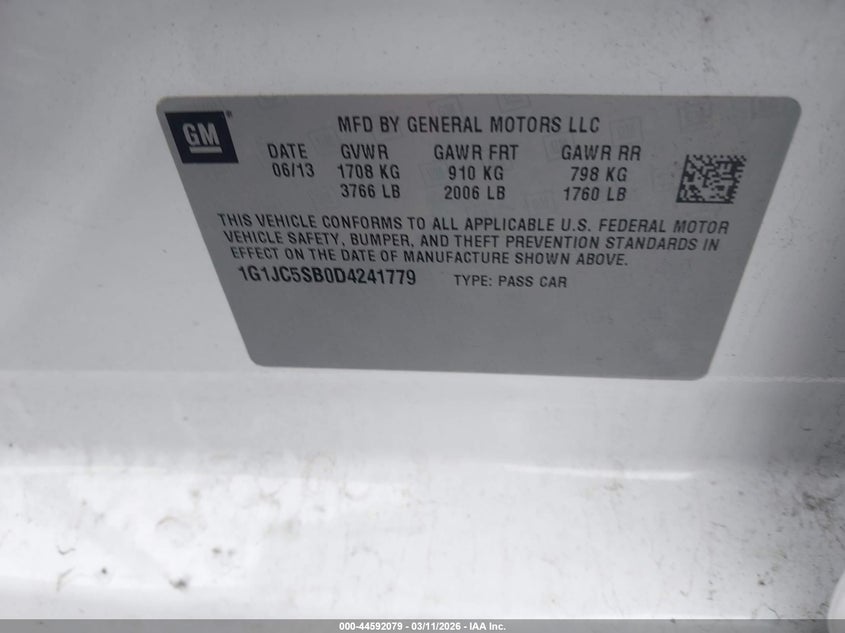 GM®
MFD BY GENERAL MOTORS LLC
DATE GVWR GAWR FRT GAWR RR
06/13 1708 KG 910 KG 798 KG
3766 LB 2006 LB 1760 LB
THIS VEHICLE CONFORMS TO ALL APPLICABLE U.S. FEDERAL MOTOR
VEHICLE SAFETY, BUMPER, AND THEFT PREVENTION STANDARDS IN
EFFECT ON THE DATE OF MANUFACTURE SHOWN ABOVE.
1G1JC5SB0D4241779 TYPE: PASS CAR
000-44592079 - 03/11/2026 - IAA Inc.